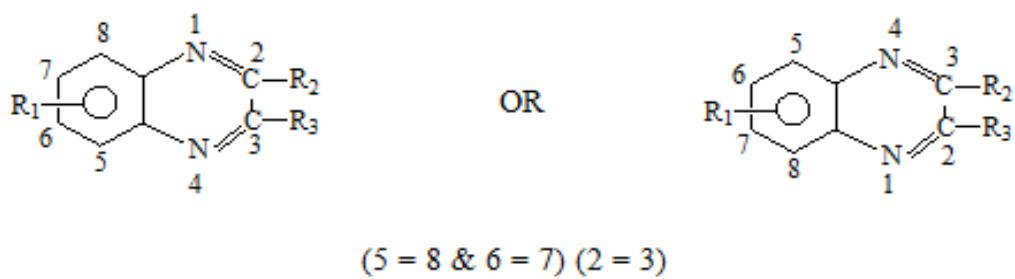 1 4
8 N 2 5 N 3
7 C-R₂ 6 C-R₂
R₁ OR R₁
6 C-R₃ 7 C-R₃
5 N 3 8 N 2
4 1
(5 = 8 & 6 = 7) (2 = 3)